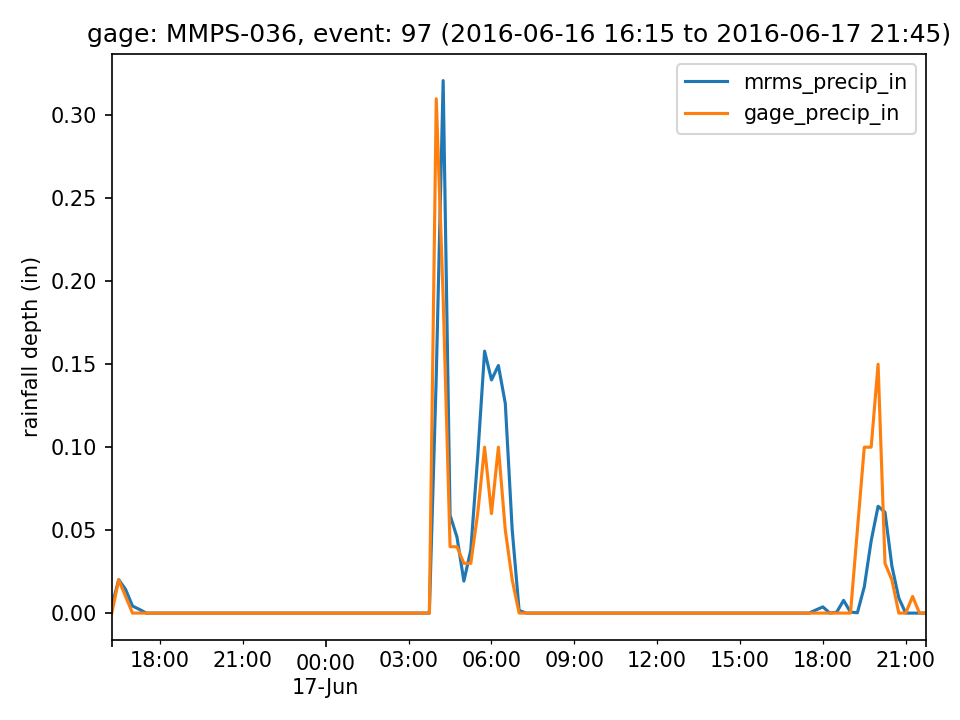 gage: MMPS-036, event: 97 (2016-06-16 16:15 to 2016-06-17 21:45)
mrms_precip_in
gage_precip_in
rainfall depth (in)
0.30
0.25
0.20
0.15
0.10
0.05
0.00
18:00 21:00 00:00 03:00 06:00 09:00 12:00 15:00 18:00 21:00
17-Jun